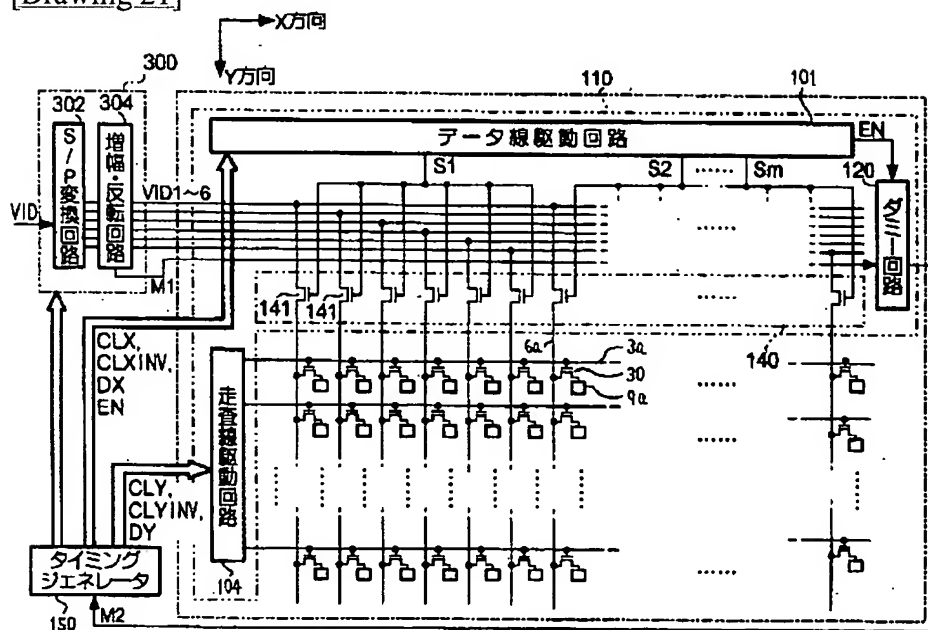 [Drawing 21]
X方向
Y方向
300
302
304
110
101
S/P変換回路
増幅・反転回路
データ線駆動回路
EN
S1
S2
......
Sm
120
VID
VID1~6
ダミー回路
M1
141
141
6a
3a
30
9a
140
CLX,
CLXINV,
DX
EN
走査線駆動回路
CLY,
CLYINV,
DY
タイミング
ジェネレータ
104
150
M2